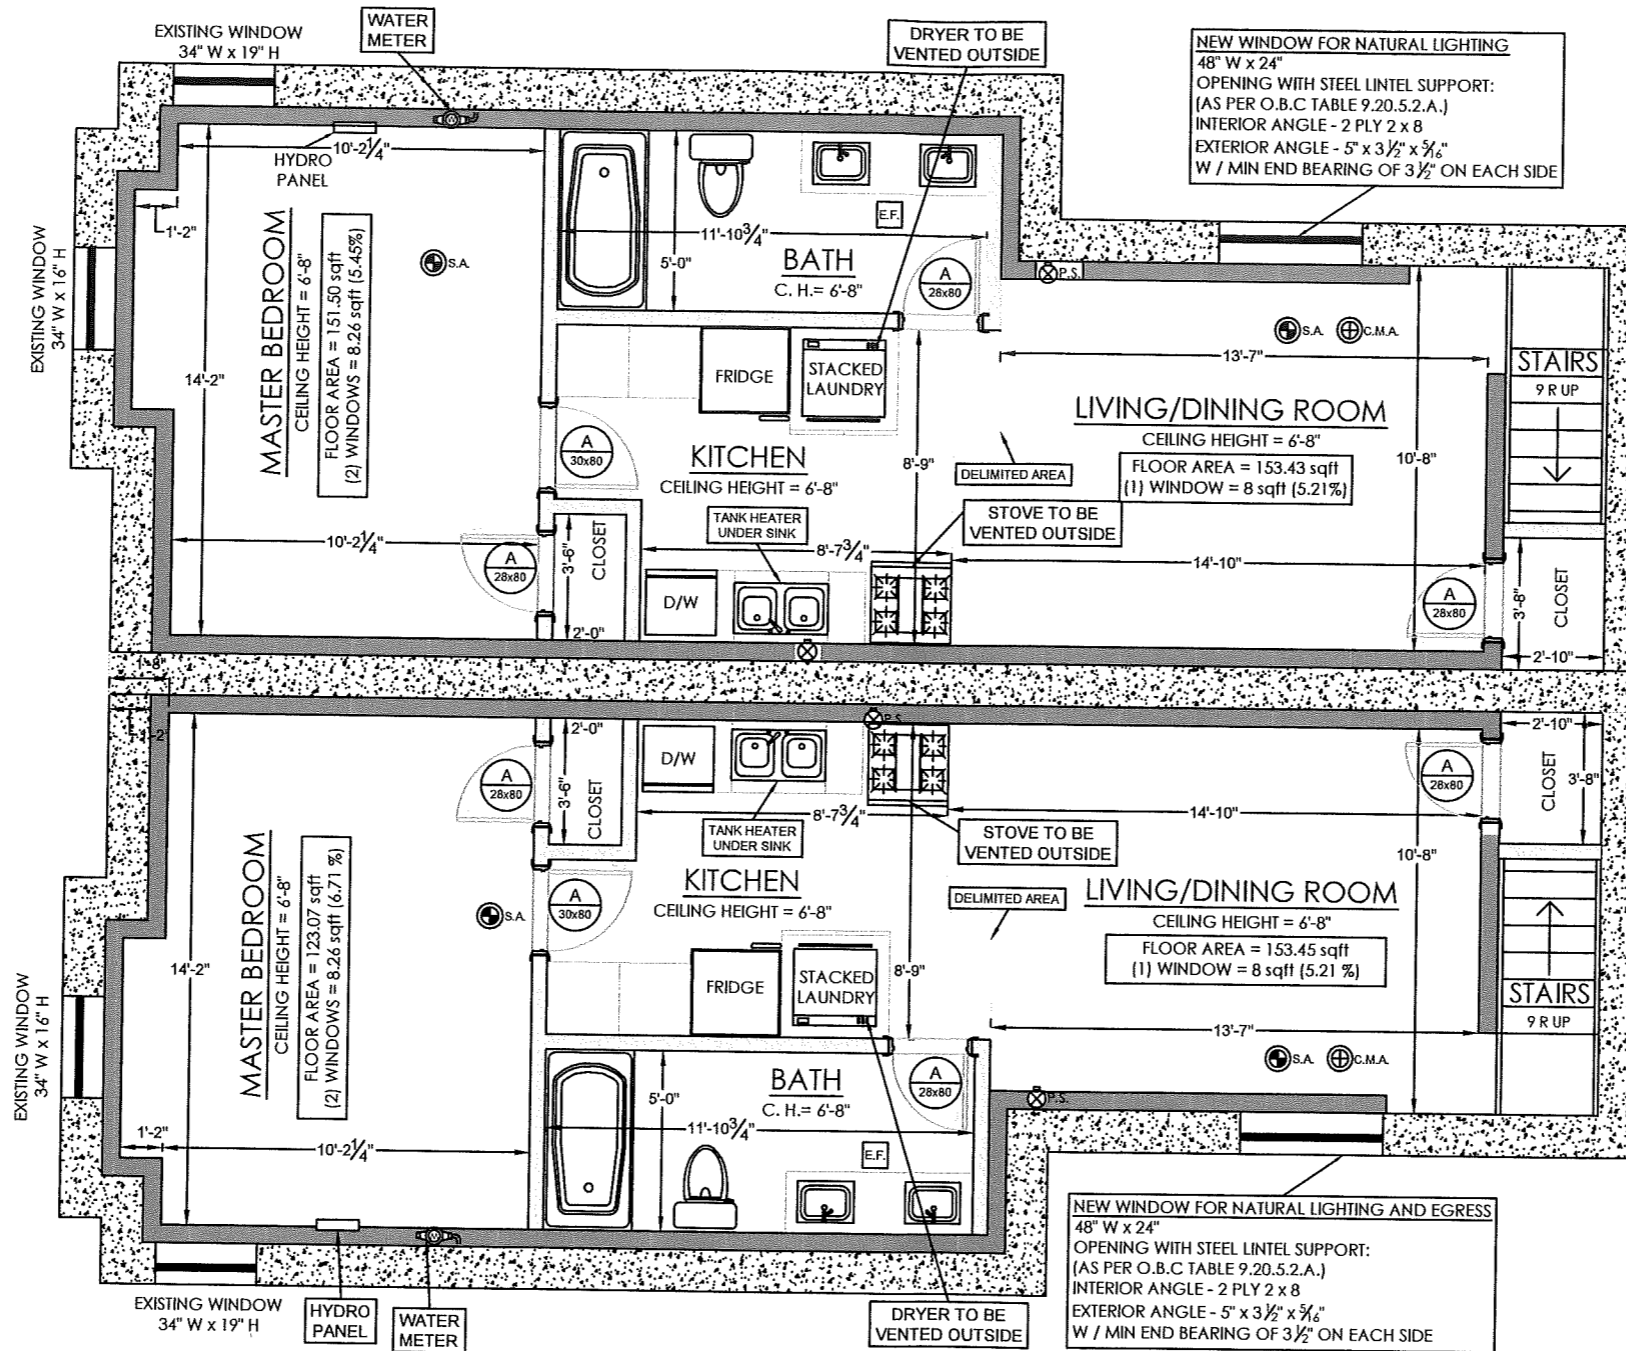 EXISTING WINDOW
34" W x 19" H
WATER
METER
DRYER TO BE
VENTED OUTSIDE
NEW WINDOW FOR NATURAL LIGHTING
48" W x 24"
OPENING WITH STEEL LINTEL SUPPORT:
(AS PER O.B.C TABLE 9.20.5.2.A.)
INTERIOR ANGLE - 2 PLY 2 x 8
EXTERIOR ANGLE - 5" x 3½" x 5⁄16"
W / MIN END BEARING OF 3½" ON EACH SIDE
10'-2¼"
HYDRO
PANEL
1'-2"
EXISTING WINDOW
34" W x 16" H
MASTER BEDROOM
CEILING HEIGHT = 6'-8"
FLOOR AREA = 151.50 sqft
(2) WINDOWS = 8.26 sqft (5.45%)
14'-2"
S.A.
5'-0"
11'-10¾"
E.F.
BATH
C. H.= 6'-8"
A
28x80
P.S.
S.A.
C.M.A.
13'-7"
STAIRS
9 R UP
FRIDGE
STACKED
LAUNDRY
LIVING/DINING ROOM
CEILING HEIGHT = 6'-8"
FLOOR AREA = 153.43 sqft
(1) WINDOW = 8 sqft (5.21%)
10'-8"
A
30x80
KITCHEN
CEILING HEIGHT = 6'-8"
8'-9"
DELIMITED AREA
STOVE TO BE
VENTED OUTSIDE
TANK HEATER
UNDER SINK
8'-7¾"
14'-10"
10'-2¼"
A
28x80
3'-6"
CLOSET
2'-0"
D/W
A
28x80
3'-8"
CLOSET
2'-10"
1'-8"
1'-2"
2'-0"
3'-6"
CLOSET
A
28x80
D/W
P.S.
8'-7¾"
TANK HEATER
UNDER SINK
STOVE TO BE
VENTED OUTSIDE
14'-10"
A
28x80
2'-10"
3'-8"
CLOSET
10'-8"
MASTER BEDROOM
CEILING HEIGHT = 6'-8"
FLOOR AREA = 123.07 sqft
(2) WINDOWS = 8.26 sqft (6.71 %)
14'-2"
S.A.
A
30x80
KITCHEN
CEILING HEIGHT = 6'-8"
DELIMITED AREA
LIVING/DINING ROOM
CEILING HEIGHT = 6'-8"
FLOOR AREA = 153.45 sqft
(1) WINDOW = 8 sqft (5.21 %)
FRIDGE
STACKED
LAUNDRY
8'-9"
STAIRS
9 R UP
13'-7"
S.A.
C.M.A.
EXISTING WINDOW
34" W x 16" H
1'-2"
10'-2¼"
5'-0"
BATH
C. H.= 6'-8"
11'-10¾"
E.F.
A
28x80
P.S.
EXISTING WINDOW
34" W x 19" H
HYDRO
PANEL
WATER
METER
DRYER TO BE
VENTED OUTSIDE
NEW WINDOW FOR NATURAL LIGHTING AND EGRESS
48" W x 24"
OPENING WITH STEEL LINTEL SUPPORT:
(AS PER O.B.C TABLE 9.20.5.2.A.)
INTERIOR ANGLE - 2 PLY 2 x 8
EXTERIOR ANGLE - 5" x 3½" x 5⁄16"
W / MIN END BEARING OF 3½" ON EACH SIDE